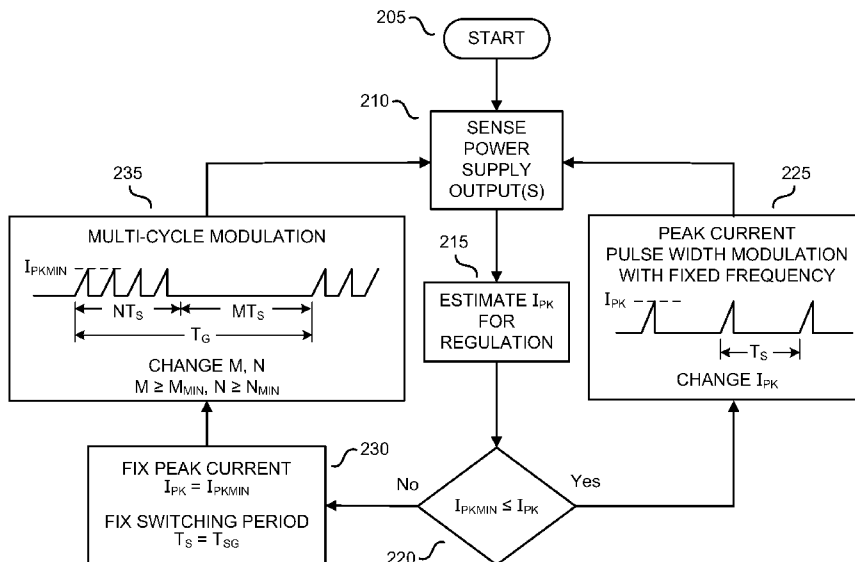 205
START
210
SENSE
POWER
SUPPLY
OUTPUT(S)
235
MULTI-CYCLE MODULATION
I_PKMIN
NT_S
MT_S
T_G
CHANGE M, N
M ≥ M_MIN, N ≥ N_MIN
215
ESTIMATE I_PK
FOR
REGULATION
225
PEAK CURRENT
PULSE WIDTH MODULATION
WITH FIXED FREQUENCY
I_PK
T_S
CHANGE I_PK
230
FIX PEAK CURRENT
I_PK = I_PKMIN
FIX SWITCHING PERIOD
T_S = T_SG
No
I_PKMIN ≤ I_PK
Yes
220